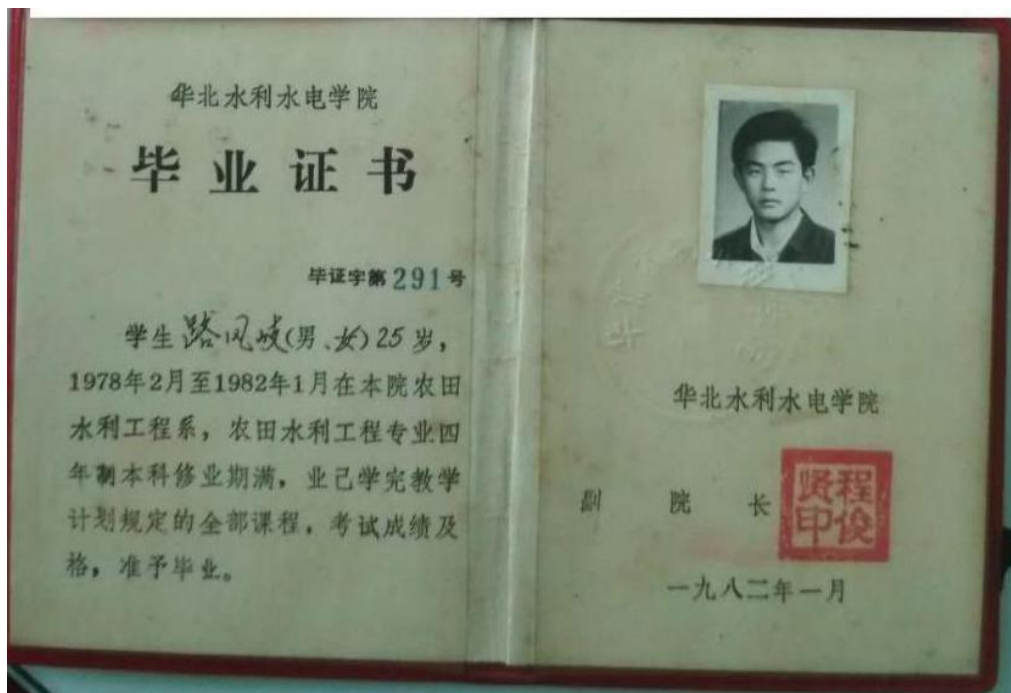 华北水利水电学院
毕业证书
毕证字第291号
学生路凤岐(男、女)25岁，
1978年2月至1982年1月在本院农田
水利工程系，农田水利工程专业四
年制本科修业期满，业已学完教学
计划规定的全部课程，考试成绩及
格，准予毕业。
华北水利水电学院
副 院 长
程俊
贤印
一九八二年一月